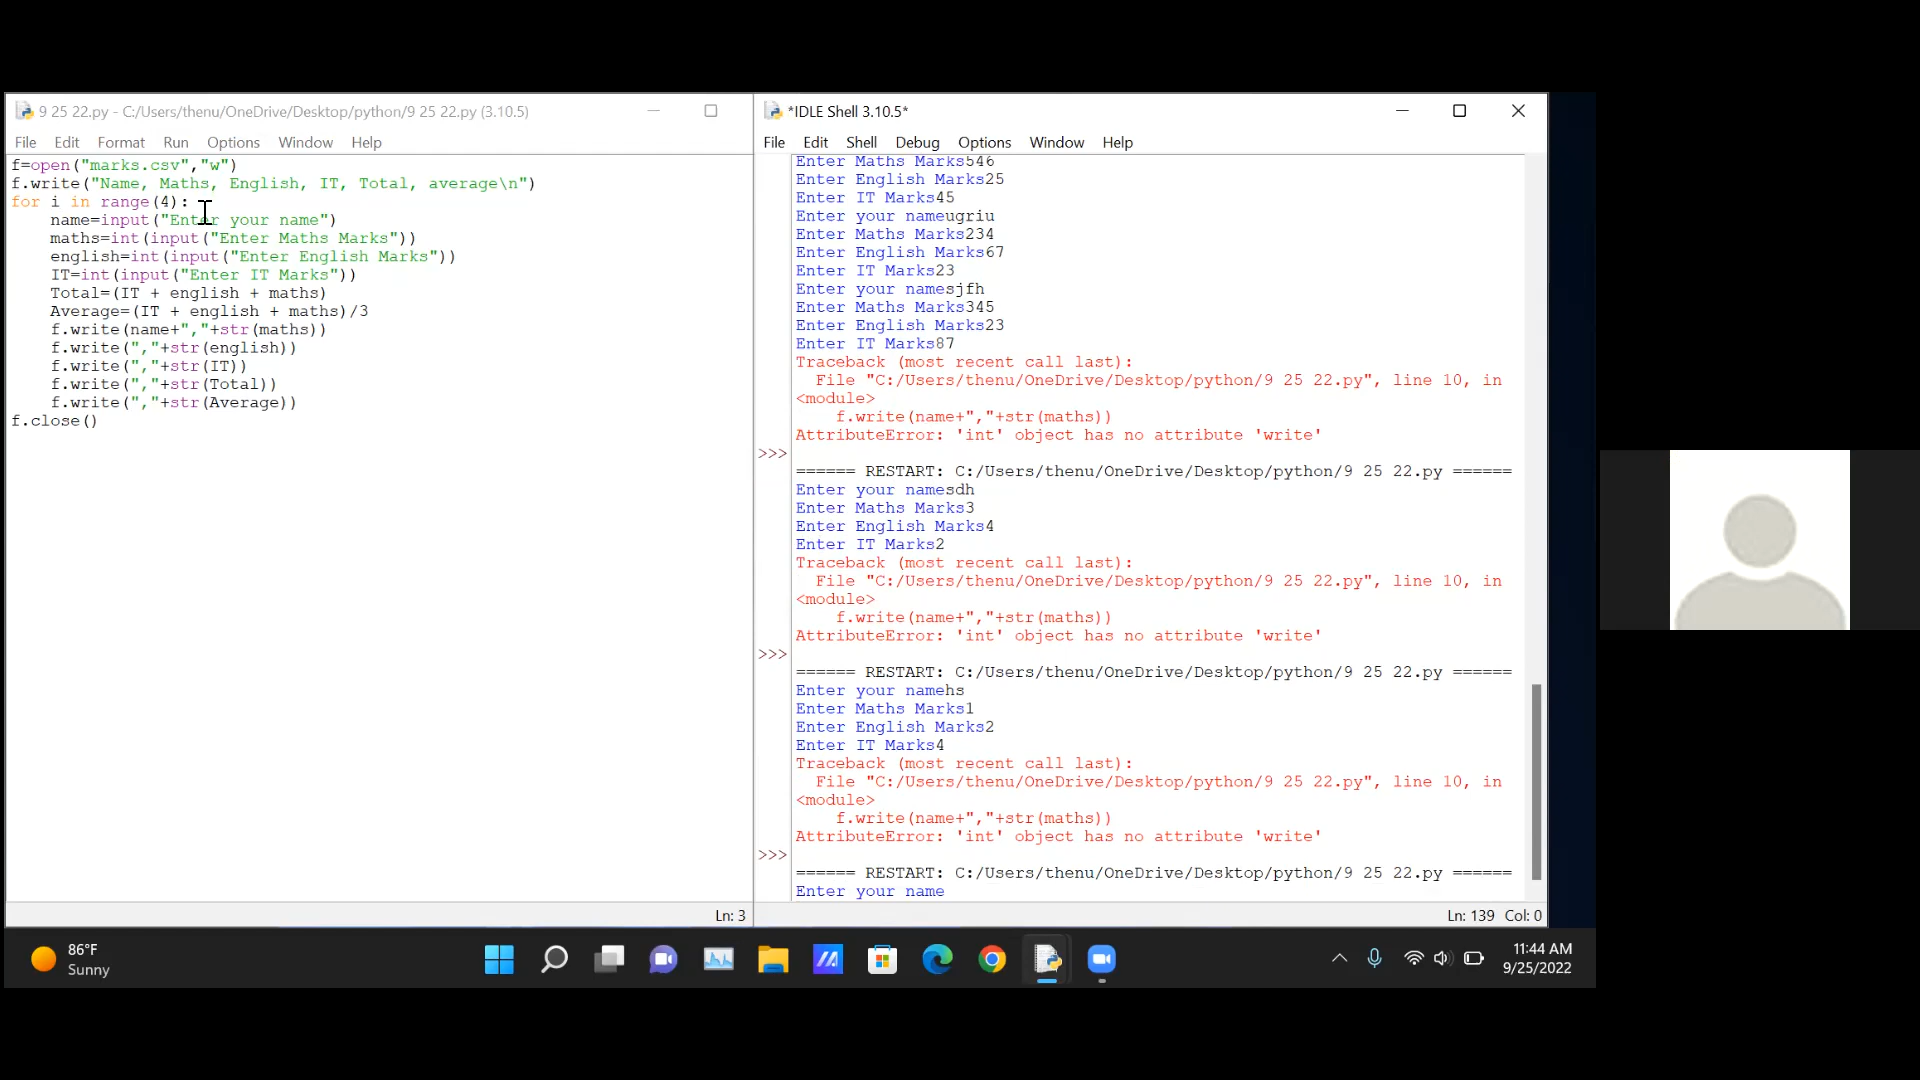 9 25 22.py - C:/Users/thenu/OneDrive/Desktop/python/9 25 22.py (3.10.5)
File Edit Format Run Options Window Help
f=open("marks.csv","w")
f.write("Name, Maths, English, IT, Total, average\n")
for i in range(4):
    name=input("Enter your name")
    maths=int(input("Enter Maths Marks"))
    english=int(input("Enter English Marks"))
    IT=int(input("Enter IT Marks"))
    Total=(IT + english + maths)
    Average=(IT + english + maths)/3
    f.write(name+","+str(maths))
    f.write(","+str(english))
    f.write(","+str(IT))
    f.write(","+str(Total))
    f.write(","+str(Average))
f.close()
Ln: 3
*IDLE Shell 3.10.5*
File Edit Shell Debug Options Window Help
Enter Maths Marks546
Enter English Marks25
Enter IT Marks45
Enter your nameugriu
Enter Maths Marks234
Enter English Marks67
Enter IT Marks23
Enter your namesjfh
Enter Maths Marks345
Enter English Marks23
Enter IT Marks87
Traceback (most recent call last):
  File "C:/Users/thenu/OneDrive/Desktop/python/9 25 22.py", line 10, in
<module>
    f.write(name+","+str(maths))
AttributeError: 'int' object has no attribute 'write'
>>>
====== RESTART: C:/Users/thenu/OneDrive/Desktop/python/9 25 22.py ======
Enter your namesdh
Enter Maths Marks3
Enter English Marks4
Enter IT Marks2
Traceback (most recent call last):
  File "C:/Users/thenu/OneDrive/Desktop/python/9 25 22.py", line 10, in
<module>
    f.write(name+","+str(maths))
AttributeError: 'int' object has no attribute 'write'
>>>
====== RESTART: C:/Users/thenu/OneDrive/Desktop/python/9 25 22.py ======
Enter your namehs
Enter Maths Marks1
Enter English Marks2
Enter IT Marks4
Traceback (most recent call last):
  File "C:/Users/thenu/OneDrive/Desktop/python/9 25 22.py", line 10, in
<module>
    f.write(name+","+str(maths))
AttributeError: 'int' object has no attribute 'write'
>>>
====== RESTART: C:/Users/thenu/OneDrive/Desktop/python/9 25 22.py ======
Enter your name
Ln: 139 Col: 0
86°F
Sunny
11:44 AM
9/25/2022